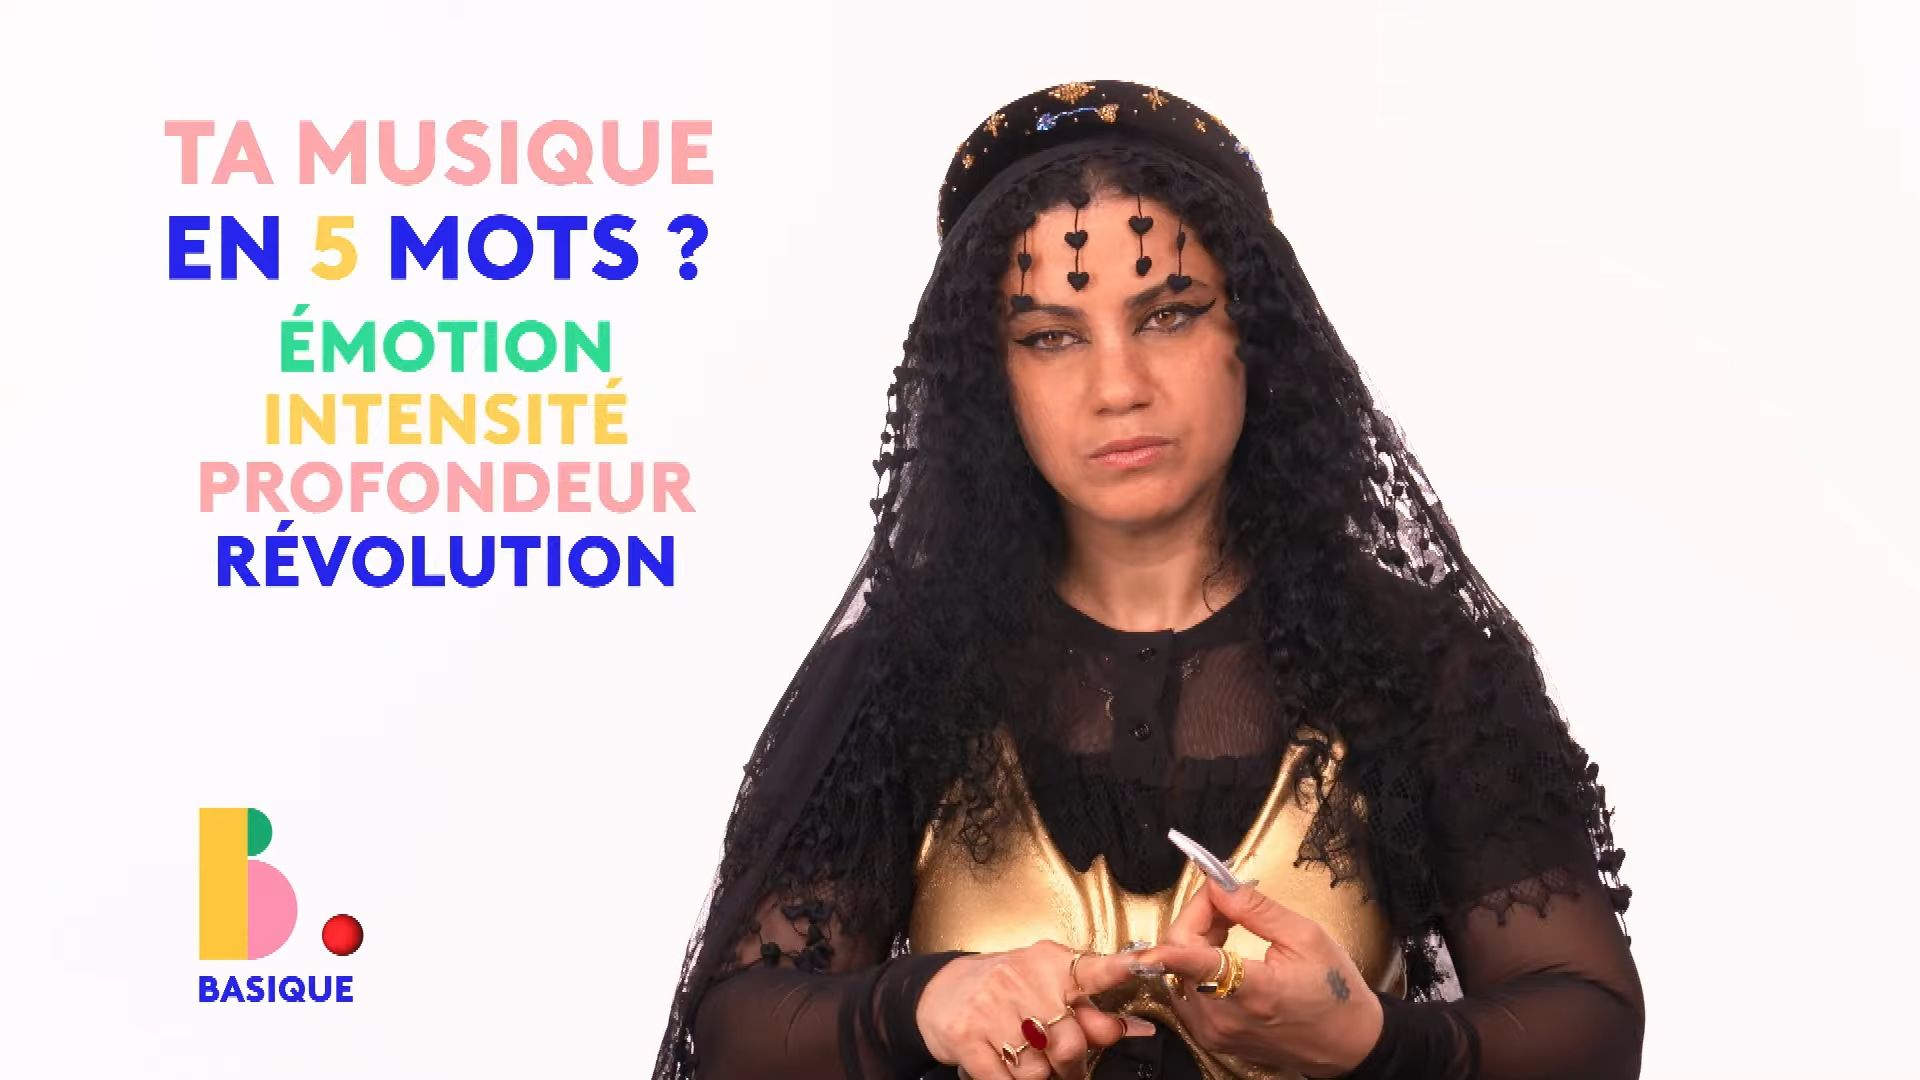 TA MUSIQUE
EN 5 MOTS ?
ÉMOTION
INTENSITÉ
PROFONDEUR
RÉVOLUTION
B.
BASIQUE